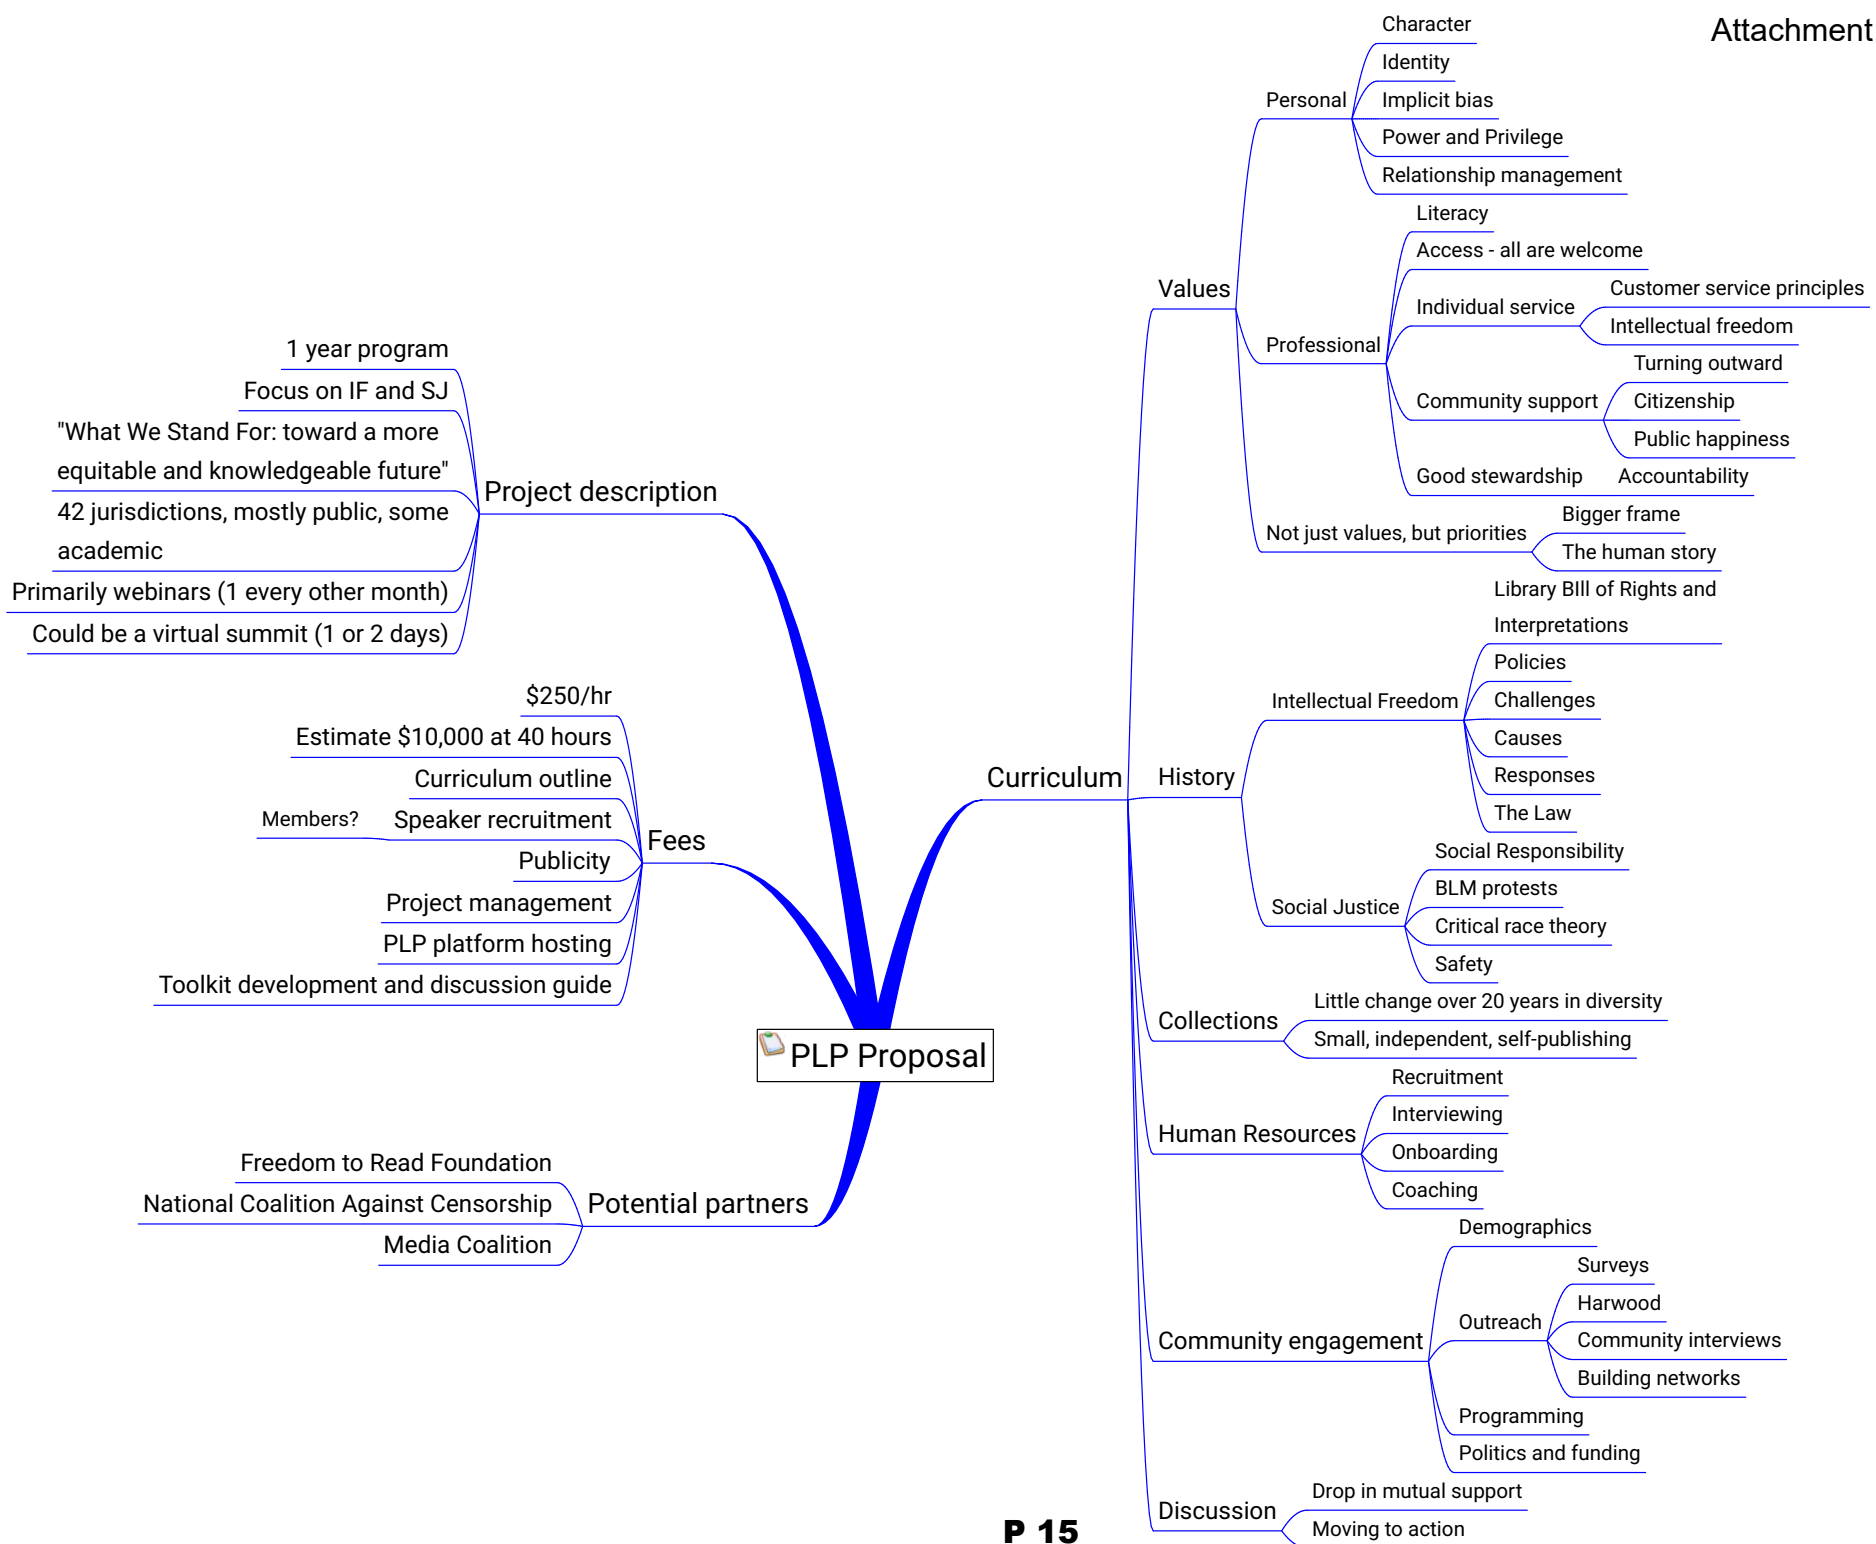 Attachment
1 year program
Focus on IF and SJ
"What We Stand For: toward a more
equitable and knowledgeable future"
42 jurisdictions, mostly public, some
academic
Primarily webinars (1 every other month)
Could be a virtual summit (1 or 2 days)
Project description
$250/hr
Estimate $10,000 at 40 hours
Curriculum outline
Members?
Speaker recruitment
Publicity
Project management
PLP platform hosting
Toolkit development and discussion guide
Fees
PLP Proposal
Freedom to Read Foundation
National Coalition Against Censorship
Media Coalition
Potential partners
Curriculum
Values
Personal
Character
Identity
Implicit bias
Power and Privilege
Relationship management
Professional
Literacy
Access - all are welcome
Individual service
Customer service principles
Intellectual freedom
Community support
Turning outward
Citizenship
Public happiness
Good stewardship
Accountability
Not just values, but priorities
Bigger frame
The human story
History
Intellectual Freedom
Library BIll of Rights and
Interpretations
Policies
Challenges
Causes
Responses
The Law
Social Justice
Social Responsibility
BLM protests
Critical race theory
Safety
Collections
Little change over 20 years in diversity
Small, independent, self-publishing
Human Resources
Recruitment
Interviewing
Onboarding
Coaching
Community engagement
Demographics
Outreach
Surveys
Harwood
Community interviews
Building networks
Programming
Politics and funding
Discussion
Drop in mutual support
Moving to action
P 15